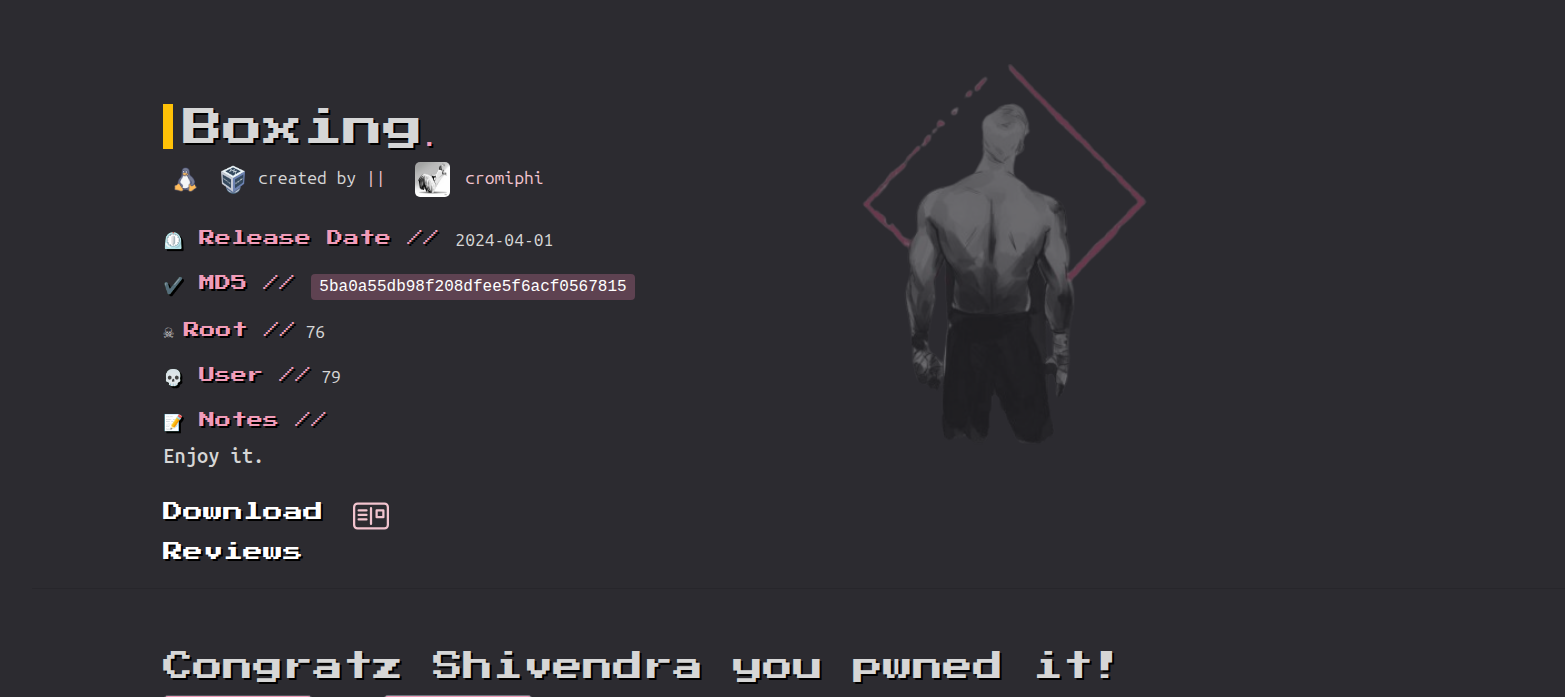 Boxing.
created by || cromiphi
Release Date // 2024-04-01
MD5 // 5ba0a55db98f208dfee5f6acf0567815
Root // 76
User // 79
Notes //
Enjoy it.
Download
Reviews
Congratz Shivendra you pwned it!